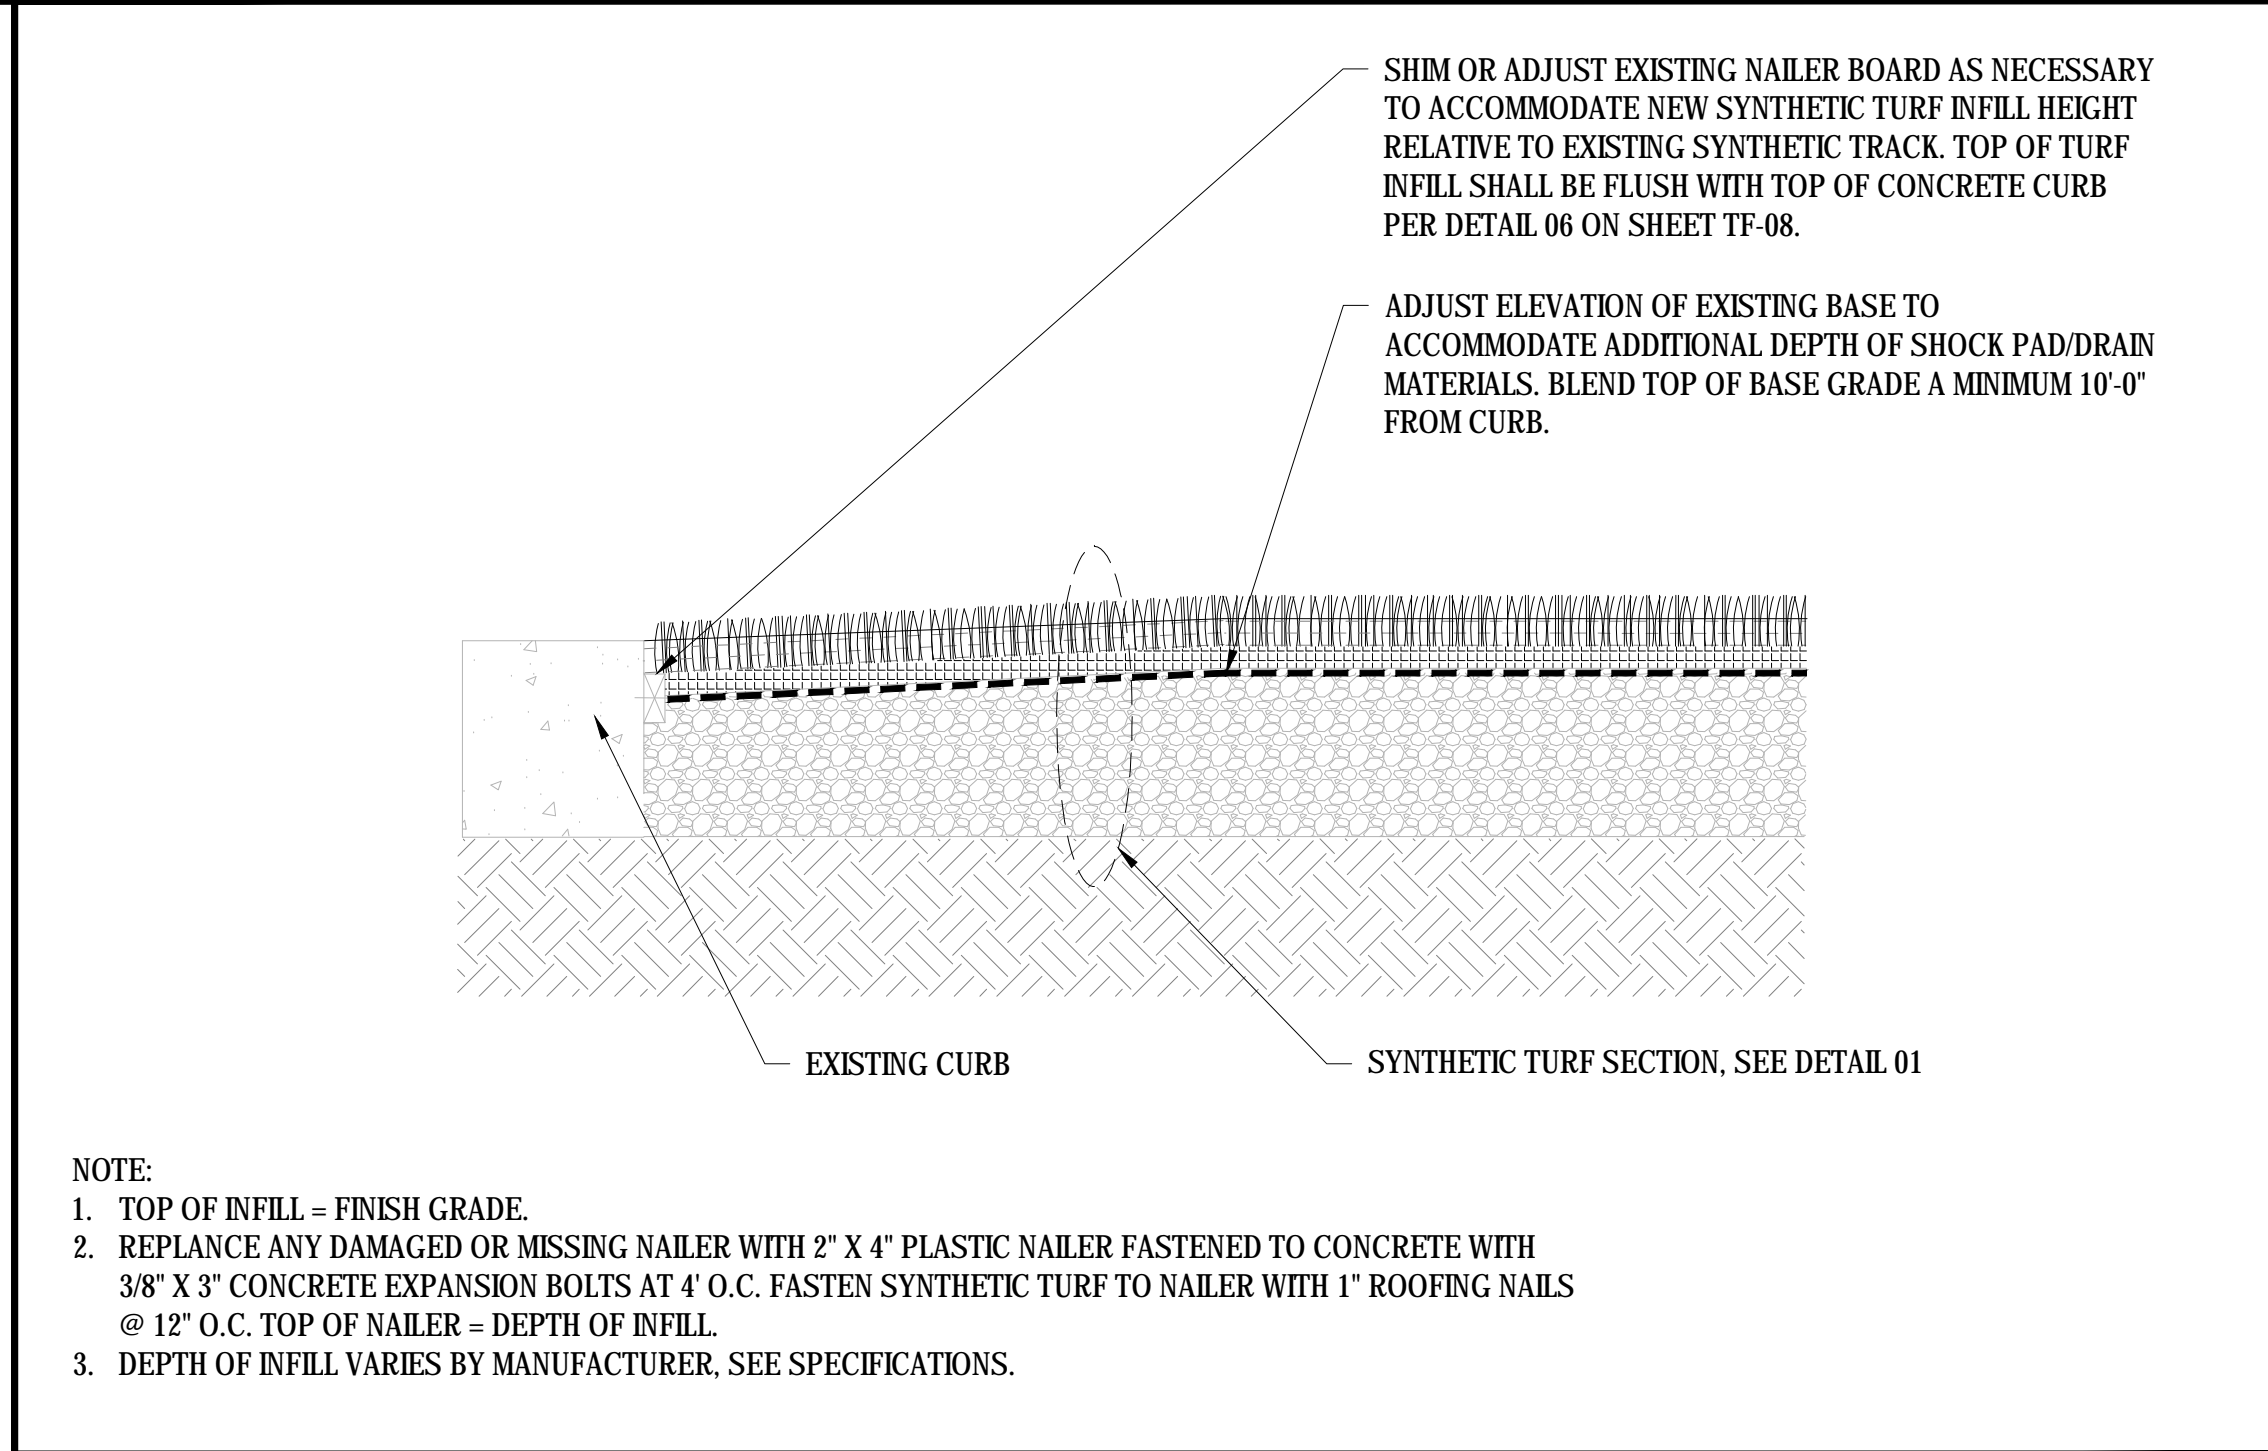 SHIM OR ADJUST EXISTING NAILER BOARD AS NECESSARY
TO ACCOMMODATE NEW SYNTHETIC TURF INFILL HEIGHT
RELATIVE TO EXISTING SYNTHETIC TRACK. TOP OF TURF
INFILL SHALL BE FLUSH WITH TOP OF CONCRETE CURB
PER DETAIL 06 ON SHEET TF-08.
ADJUST ELEVATION OF EXISTING BASE TO
ACCOMMODATE ADDITIONAL DEPTH OF SHOCK PAD/DRAIN
MATERIALS. BLEND TOP OF BASE GRADE A MINIMUM 10'-0"
FROM CURB.
EXISTING CURB
SYNTHETIC TURF SECTION, SEE DETAIL 01
NOTE:
1. TOP OF INFILL = FINISH GRADE.
2. REPLANCE ANY DAMAGED OR MISSING NAILER WITH 2" X 4" PLASTIC NAILER FASTENED TO CONCRETE WITH
3/8" X 3" CONCRETE EXPANSION BOLTS AT 4' O.C. FASTEN SYNTHETIC TURF TO NAILER WITH 1" ROOFING NAILS
@ 12" O.C. TOP OF NAILER = DEPTH OF INFILL.
3. DEPTH OF INFILL VARIES BY MANUFACTURER, SEE SPECIFICATIONS.